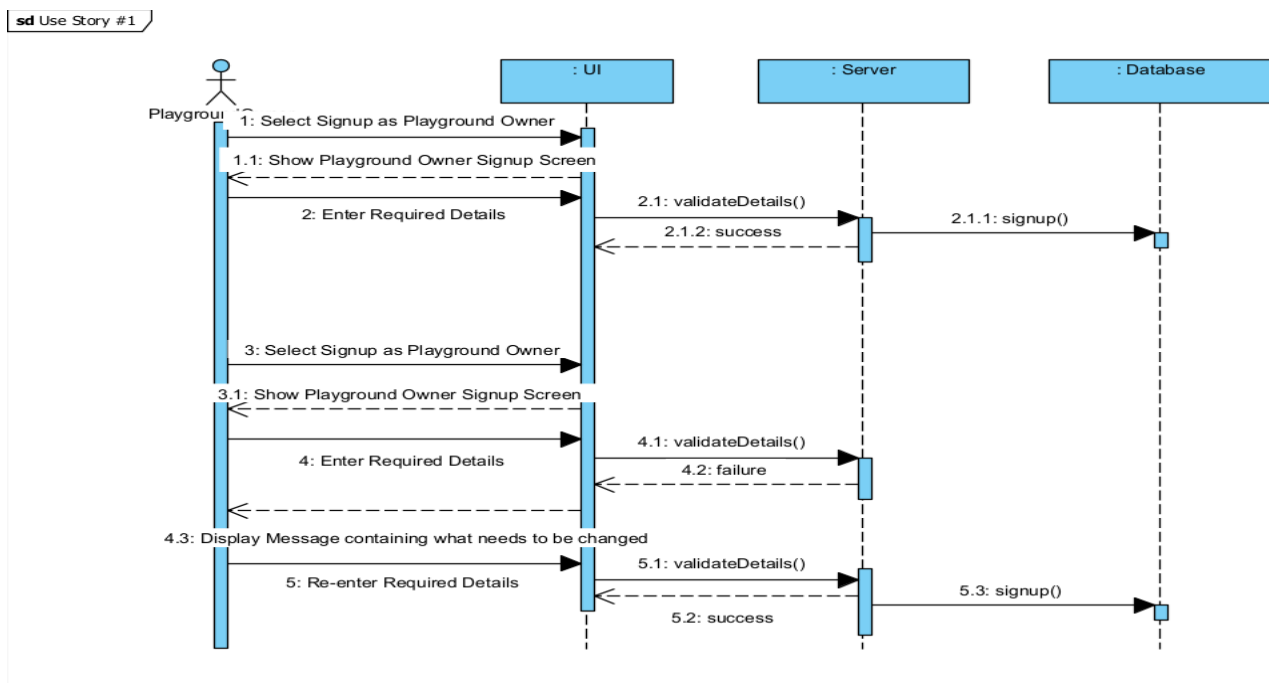 sd Use Story #1
: UI
: Server
: Database
1: Select Signup as Playground Owner
1.1: Show Playground Owner Signup Screen
2: Enter Required Details
2.1: validateDetails()
2.1.1: signup()
2.1.2: success
3: Select Signup as Playground Owner
3.1: Show Playground Owner Signup Screen
4: Enter Required Details
4.1: validateDetails()
4.2: failure
4.3: Display Message containing what needs to be changed
5: Re-enter Required Details
5.1: validateDetails()
5.2: success
5.3: signup()